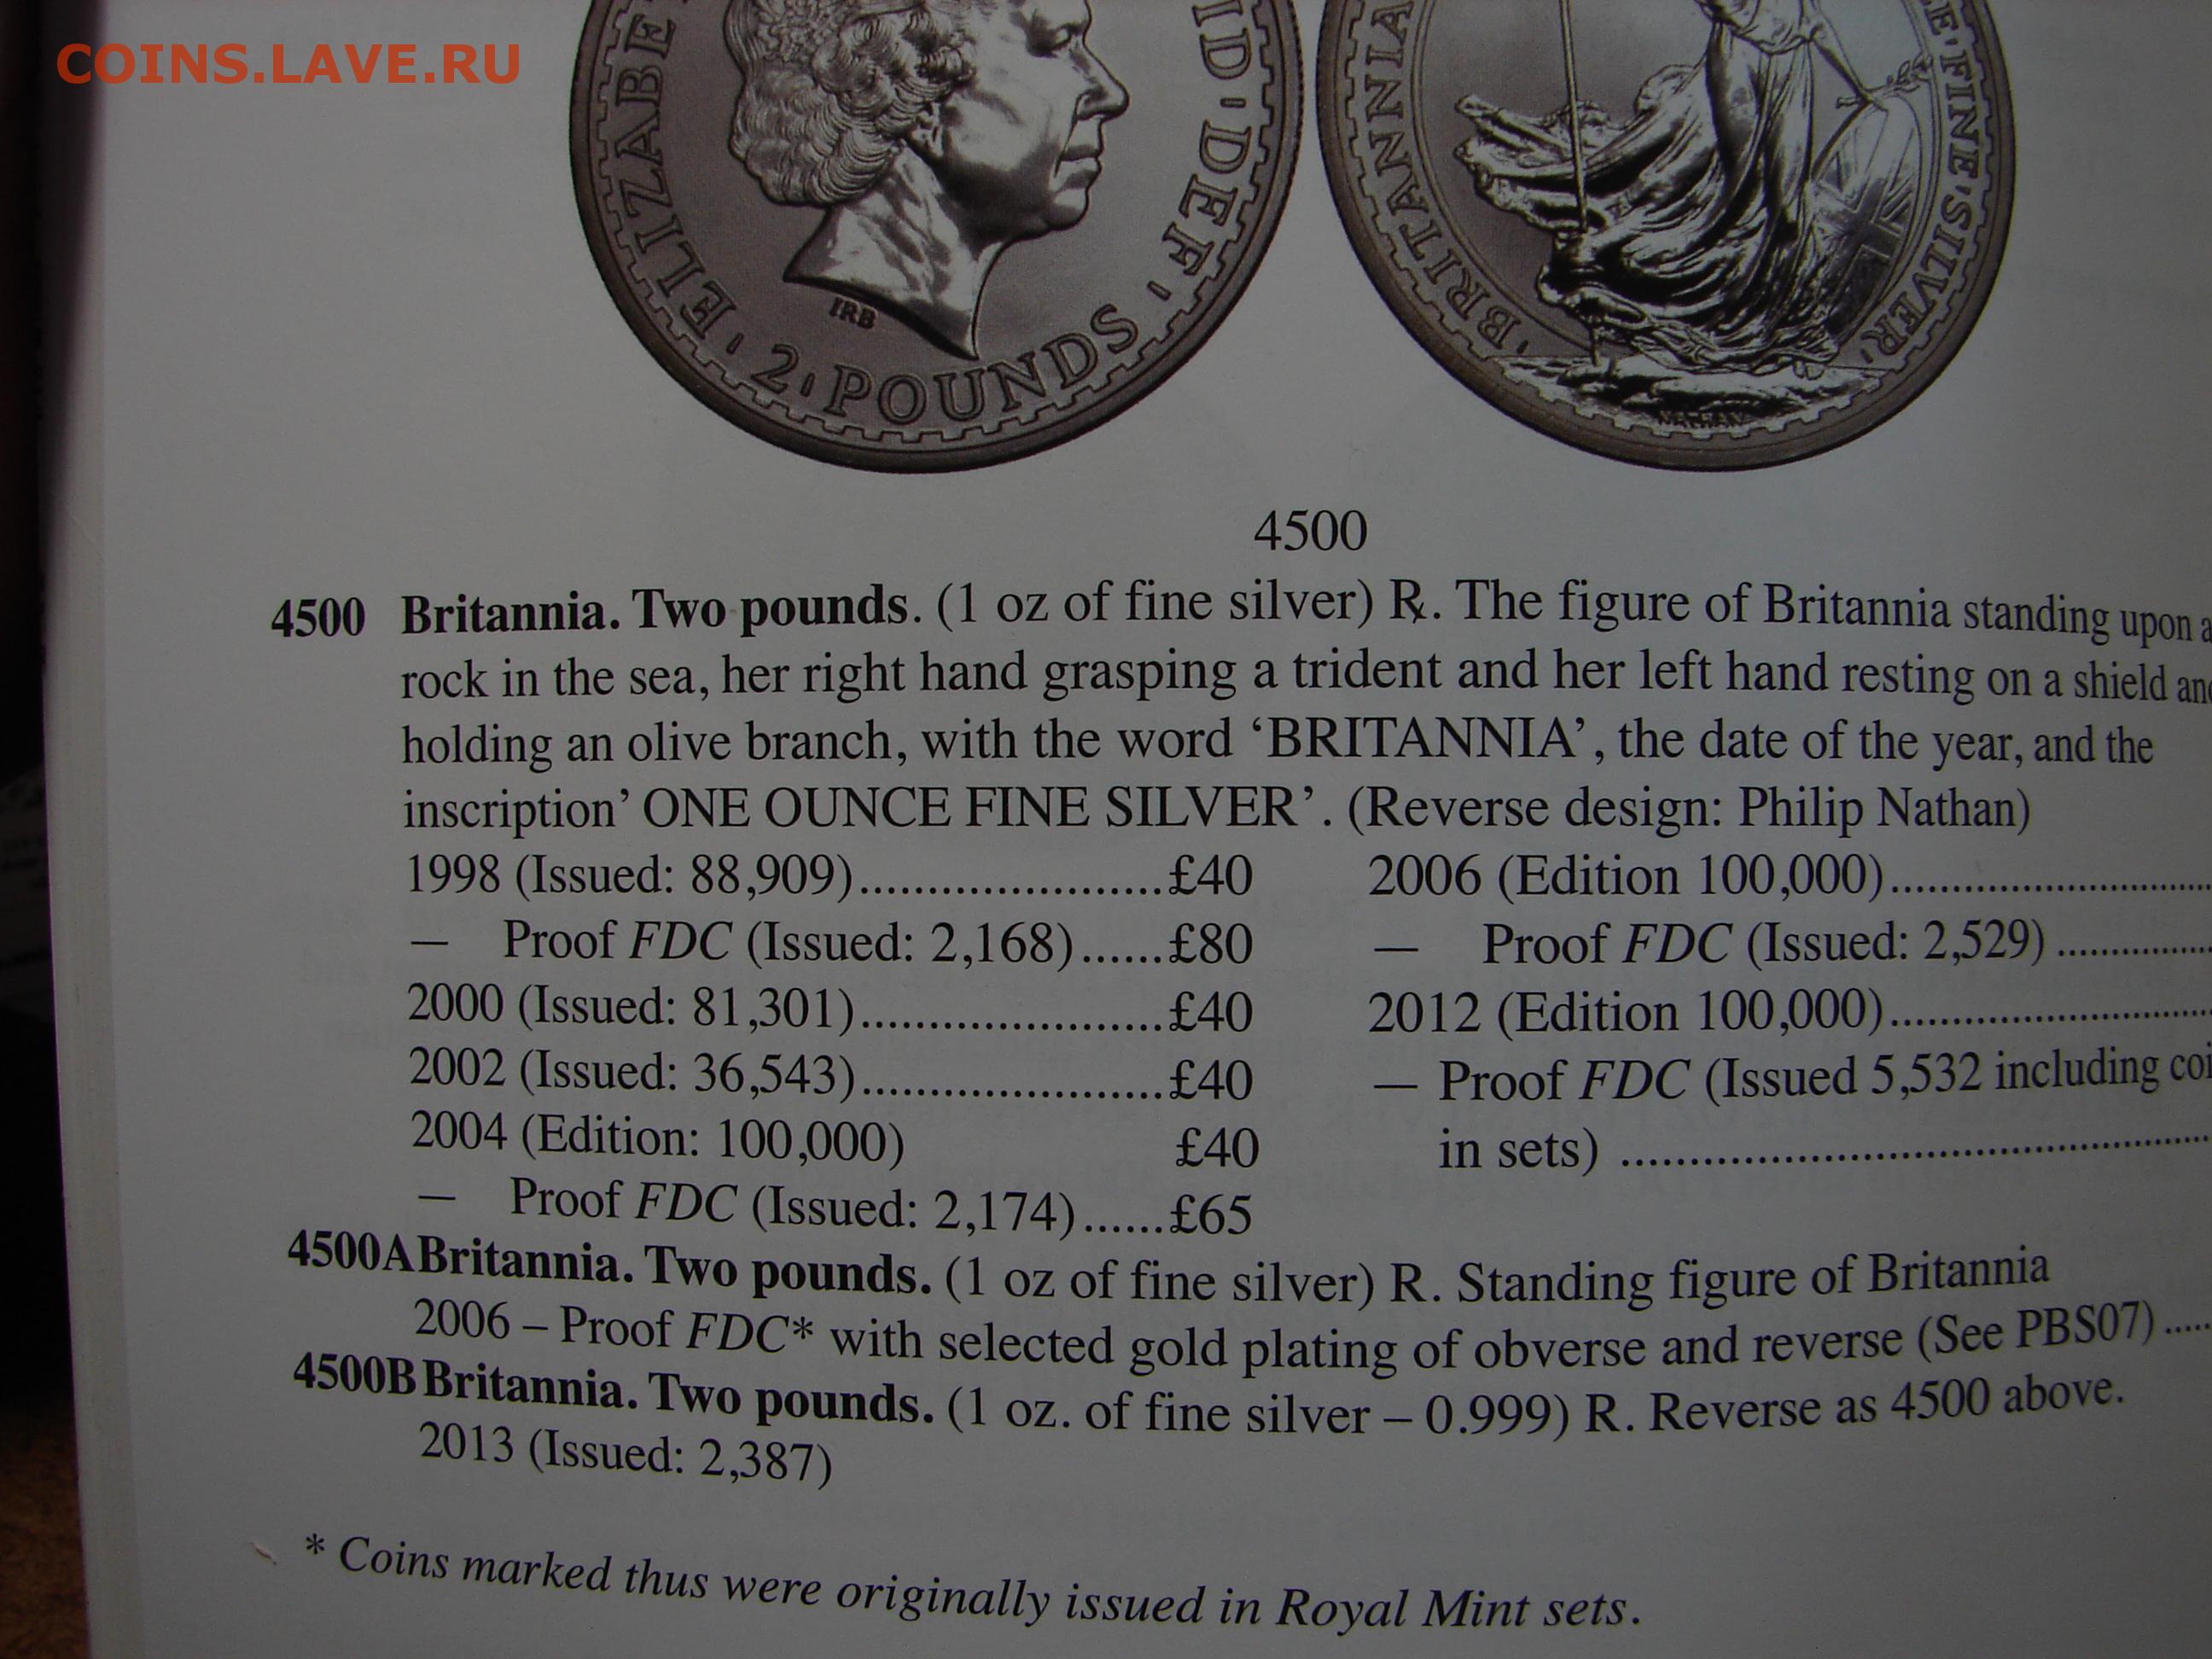 COINS.LAVE.RU
ELIZABE
ID · DEF ·
2 · POUNDS
IRB
BRITANNIA
E · FINE · SILVER ·
NATHAN
4500
4500 Britannia. Two pounds. (1 oz of fine silver) R. The figure of Britannia standing upon a
rock in the sea, her right hand grasping a trident and her left hand resting on a shield and
holding an olive branch, with the word ‘BRITANNIA’, the date of the year, and the
inscription’ ONE OUNCE FINE SILVER’. (Reverse design: Philip Nathan)
1998 (Issued: 88,909)......................£40
— Proof FDC (Issued: 2,168)......£80
2000 (Issued: 81,301)......................£40
2002 (Issued: 36,543)......................£40
2004 (Edition: 100,000) £40
— Proof FDC (Issued: 2,174)......£65
2006 (Edition 100,000)........................
— Proof FDC (Issued: 2,529) ............
2012 (Edition 100,000)........................
— Proof FDC (Issued 5,532 including coi
in sets) ............................................
4500A Britannia. Two pounds. (1 oz of fine silver) R. Standing figure of Britannia
2006 – Proof FDC* with selected gold plating of obverse and reverse (See PBS07) .....
4500B Britannia. Two pounds. (1 oz. of fine silver – 0.999) R. Reverse as 4500 above.
2013 (Issued: 2,387)
* Coins marked thus were originally issued in Royal Mint sets.